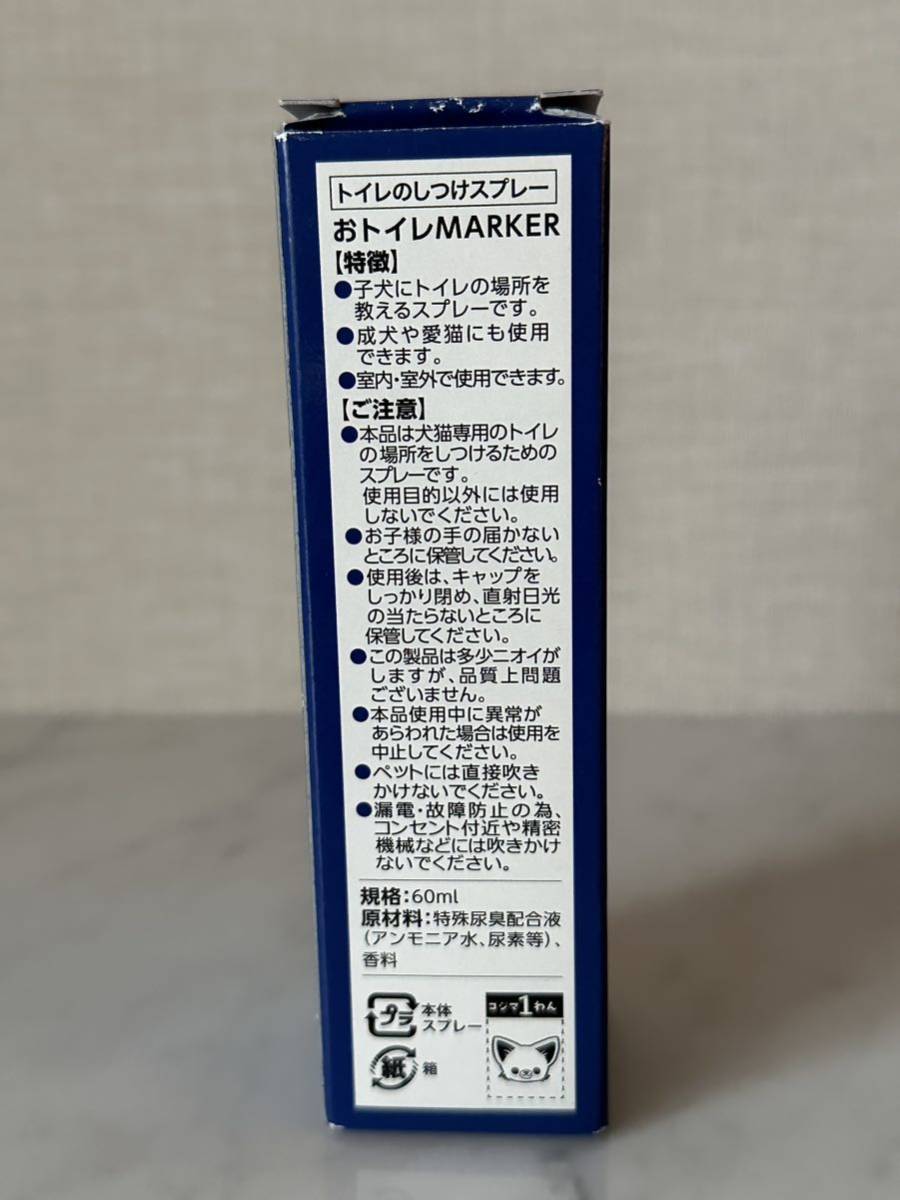 トイレのしつけスプレー
おトイレMARKER
【特徴】
●子犬にトイレの場所を
教えるスプレーです。
●成犬や愛猫にも使用
できます。
●室内・室外で使用できます。
【ご注意】
●本品は犬猫専用のトイレ
の場所をしつけるための
スプレーです。
使用目的以外には使用
しないでください。
●お子様の手の届かない
ところに保管してください。
●使用後は、キャップを
しっかり閉め、直射日光
の当たらないところに
保管してください。
●この製品は多少ニオイが
しますが、品質上問題
ございません。
●本品使用中に異常が
あらわれた場合は使用を
中止してください。
●ペットには直接吹き
かけないでください。
●漏電・故障防止の為、
コンセント付近や精密
機械などには吹きかけ
ないでください。
規格：60ml
原材料：特殊尿臭配合液
（アンモニア水、尿素等）、
香料
プラ
本体
スプレー
紙
箱
コジマ1わん